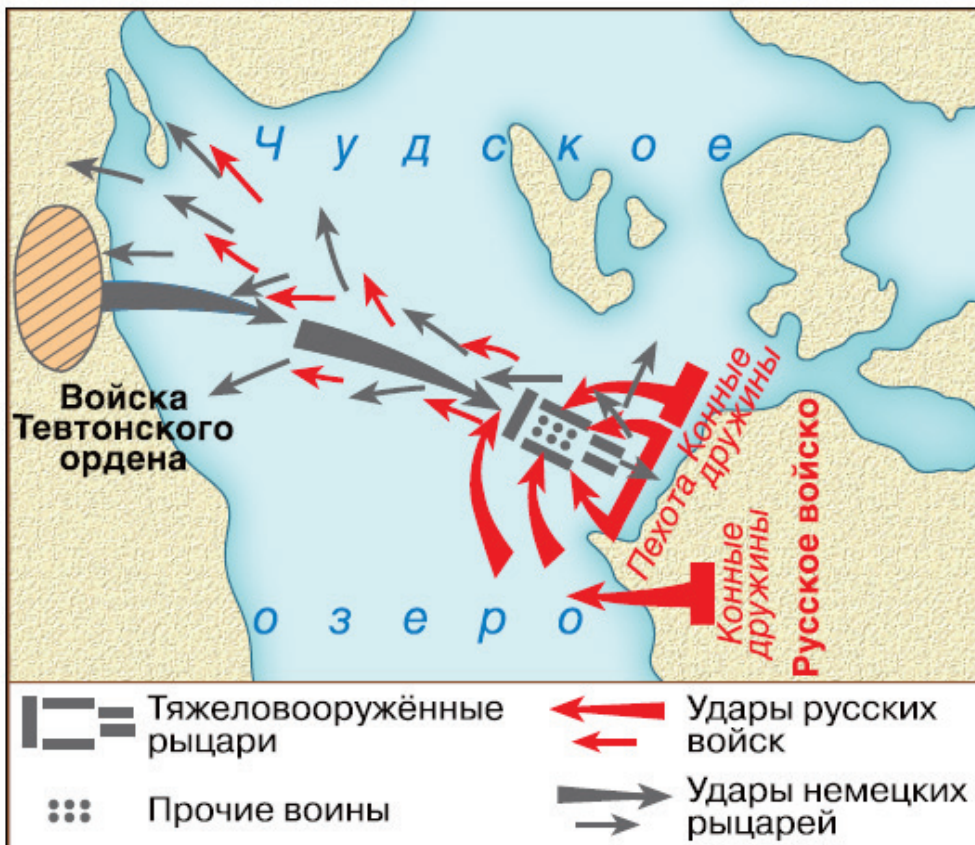 Чудское
Войска
Тевтонского
ордена
Конные
дружины
Пехота
Конные
дружины
Русское войско
озеро
Тяжеловооружённые
рыцари
Прочие воины
Удары русских
войск
Удары немецких
рыцарей